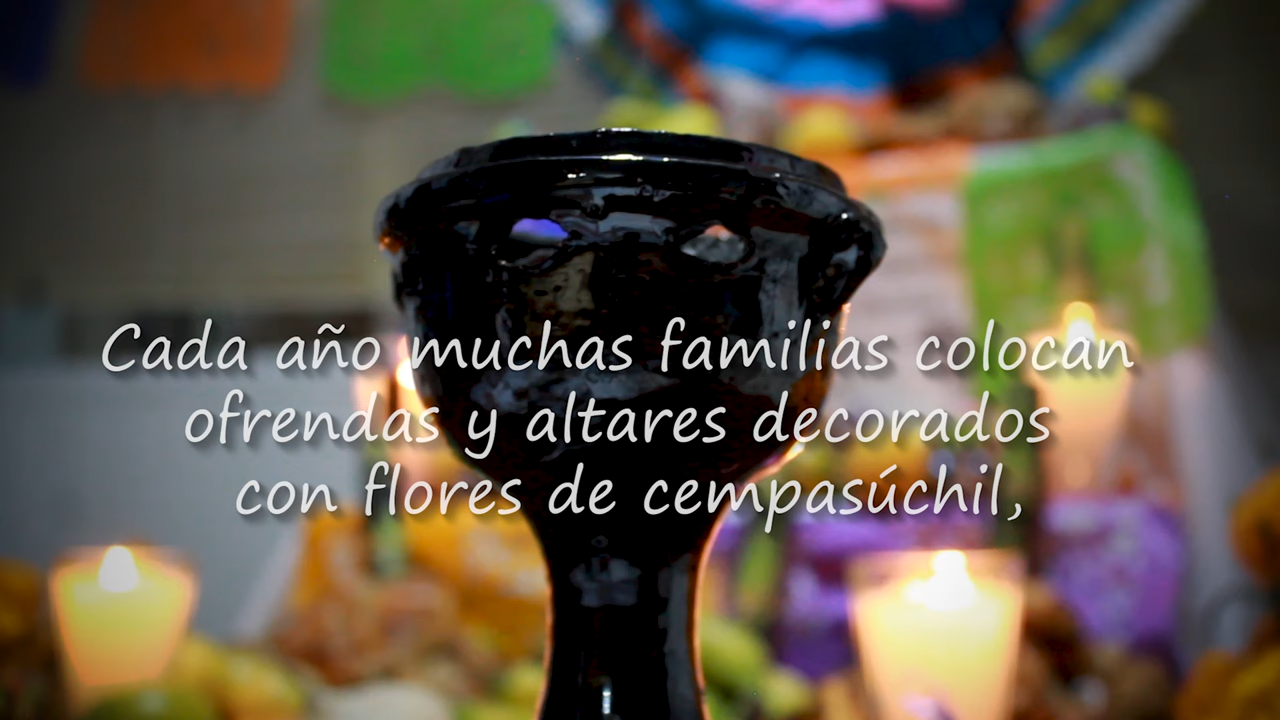 Cada año muchas familias colocan
ofrendas y altares decorados
con flores de cempasúchil,